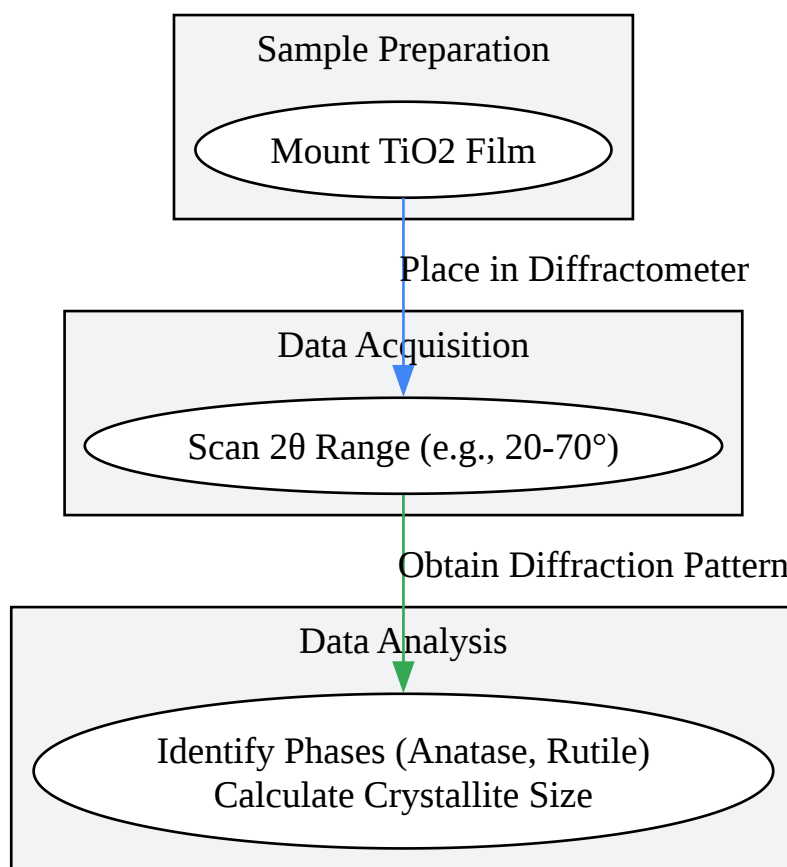 Sample Preparation
Mount TiO2 Film
Place in Diffractometer
Data Acquisition
Scan 2θ Range (e.g., 20-70°)
Obtain Diffraction Pattern
Data Analysis
Identify Phases (Anatase, Rutile)
Calculate Crystallite Size